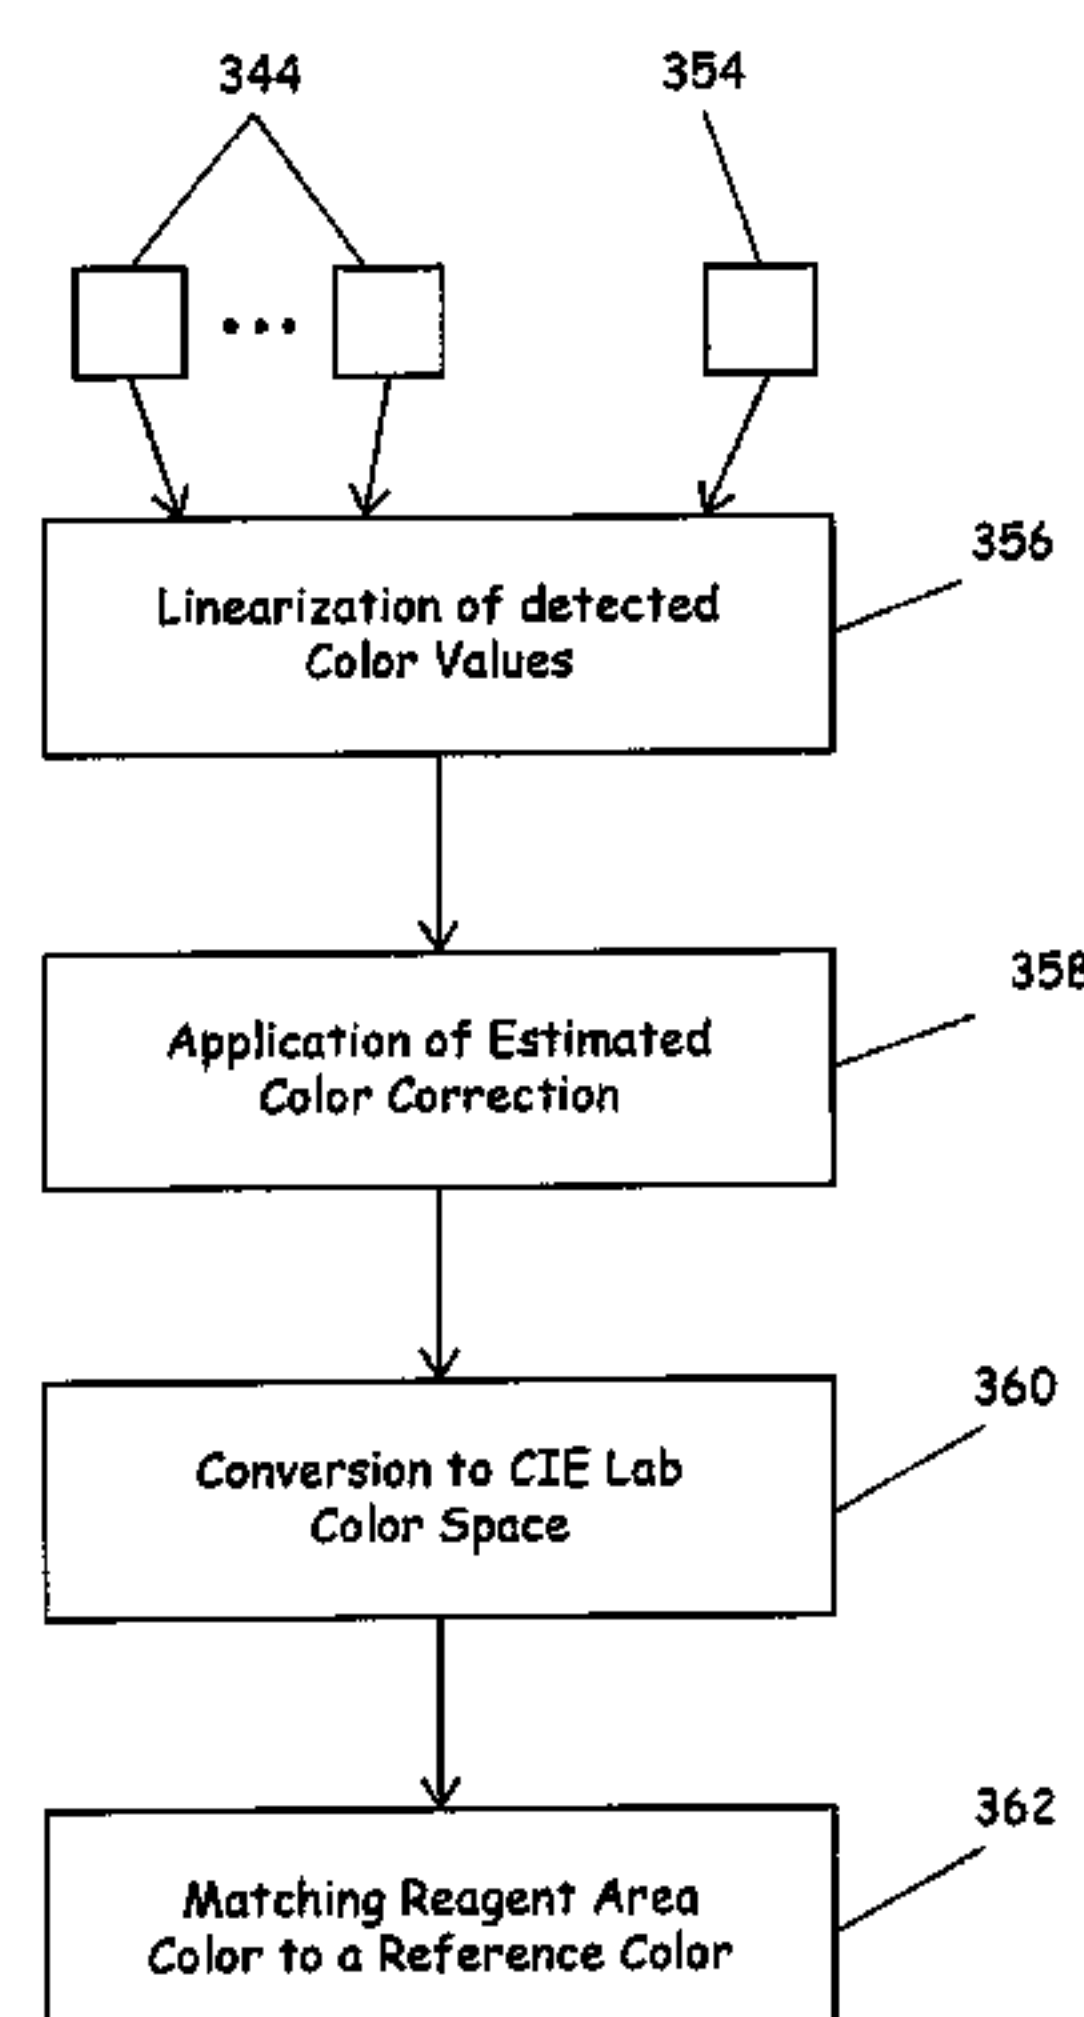 344
354
Linearization of detected
Color Values
356
Application of Estimated
Color Correction
358
Conversion to CIE Lab
Color Space
360
Matching Reagent Area
Color to a Reference Color
362